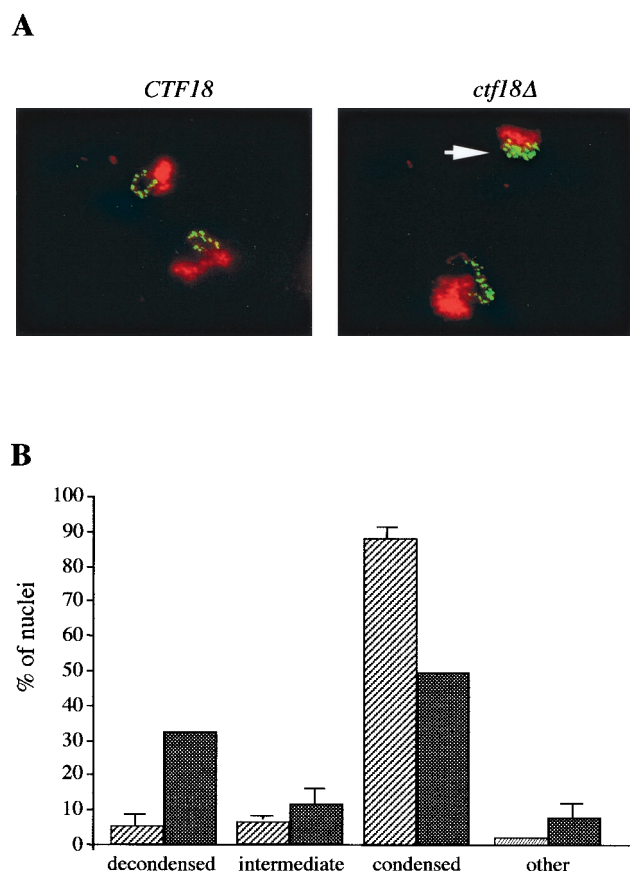 A
CTF18 ctf18Δ
B
% of nuclei
100
90
80
70
60
50
40
30
20
10
0
decondensed intermediate condensed other